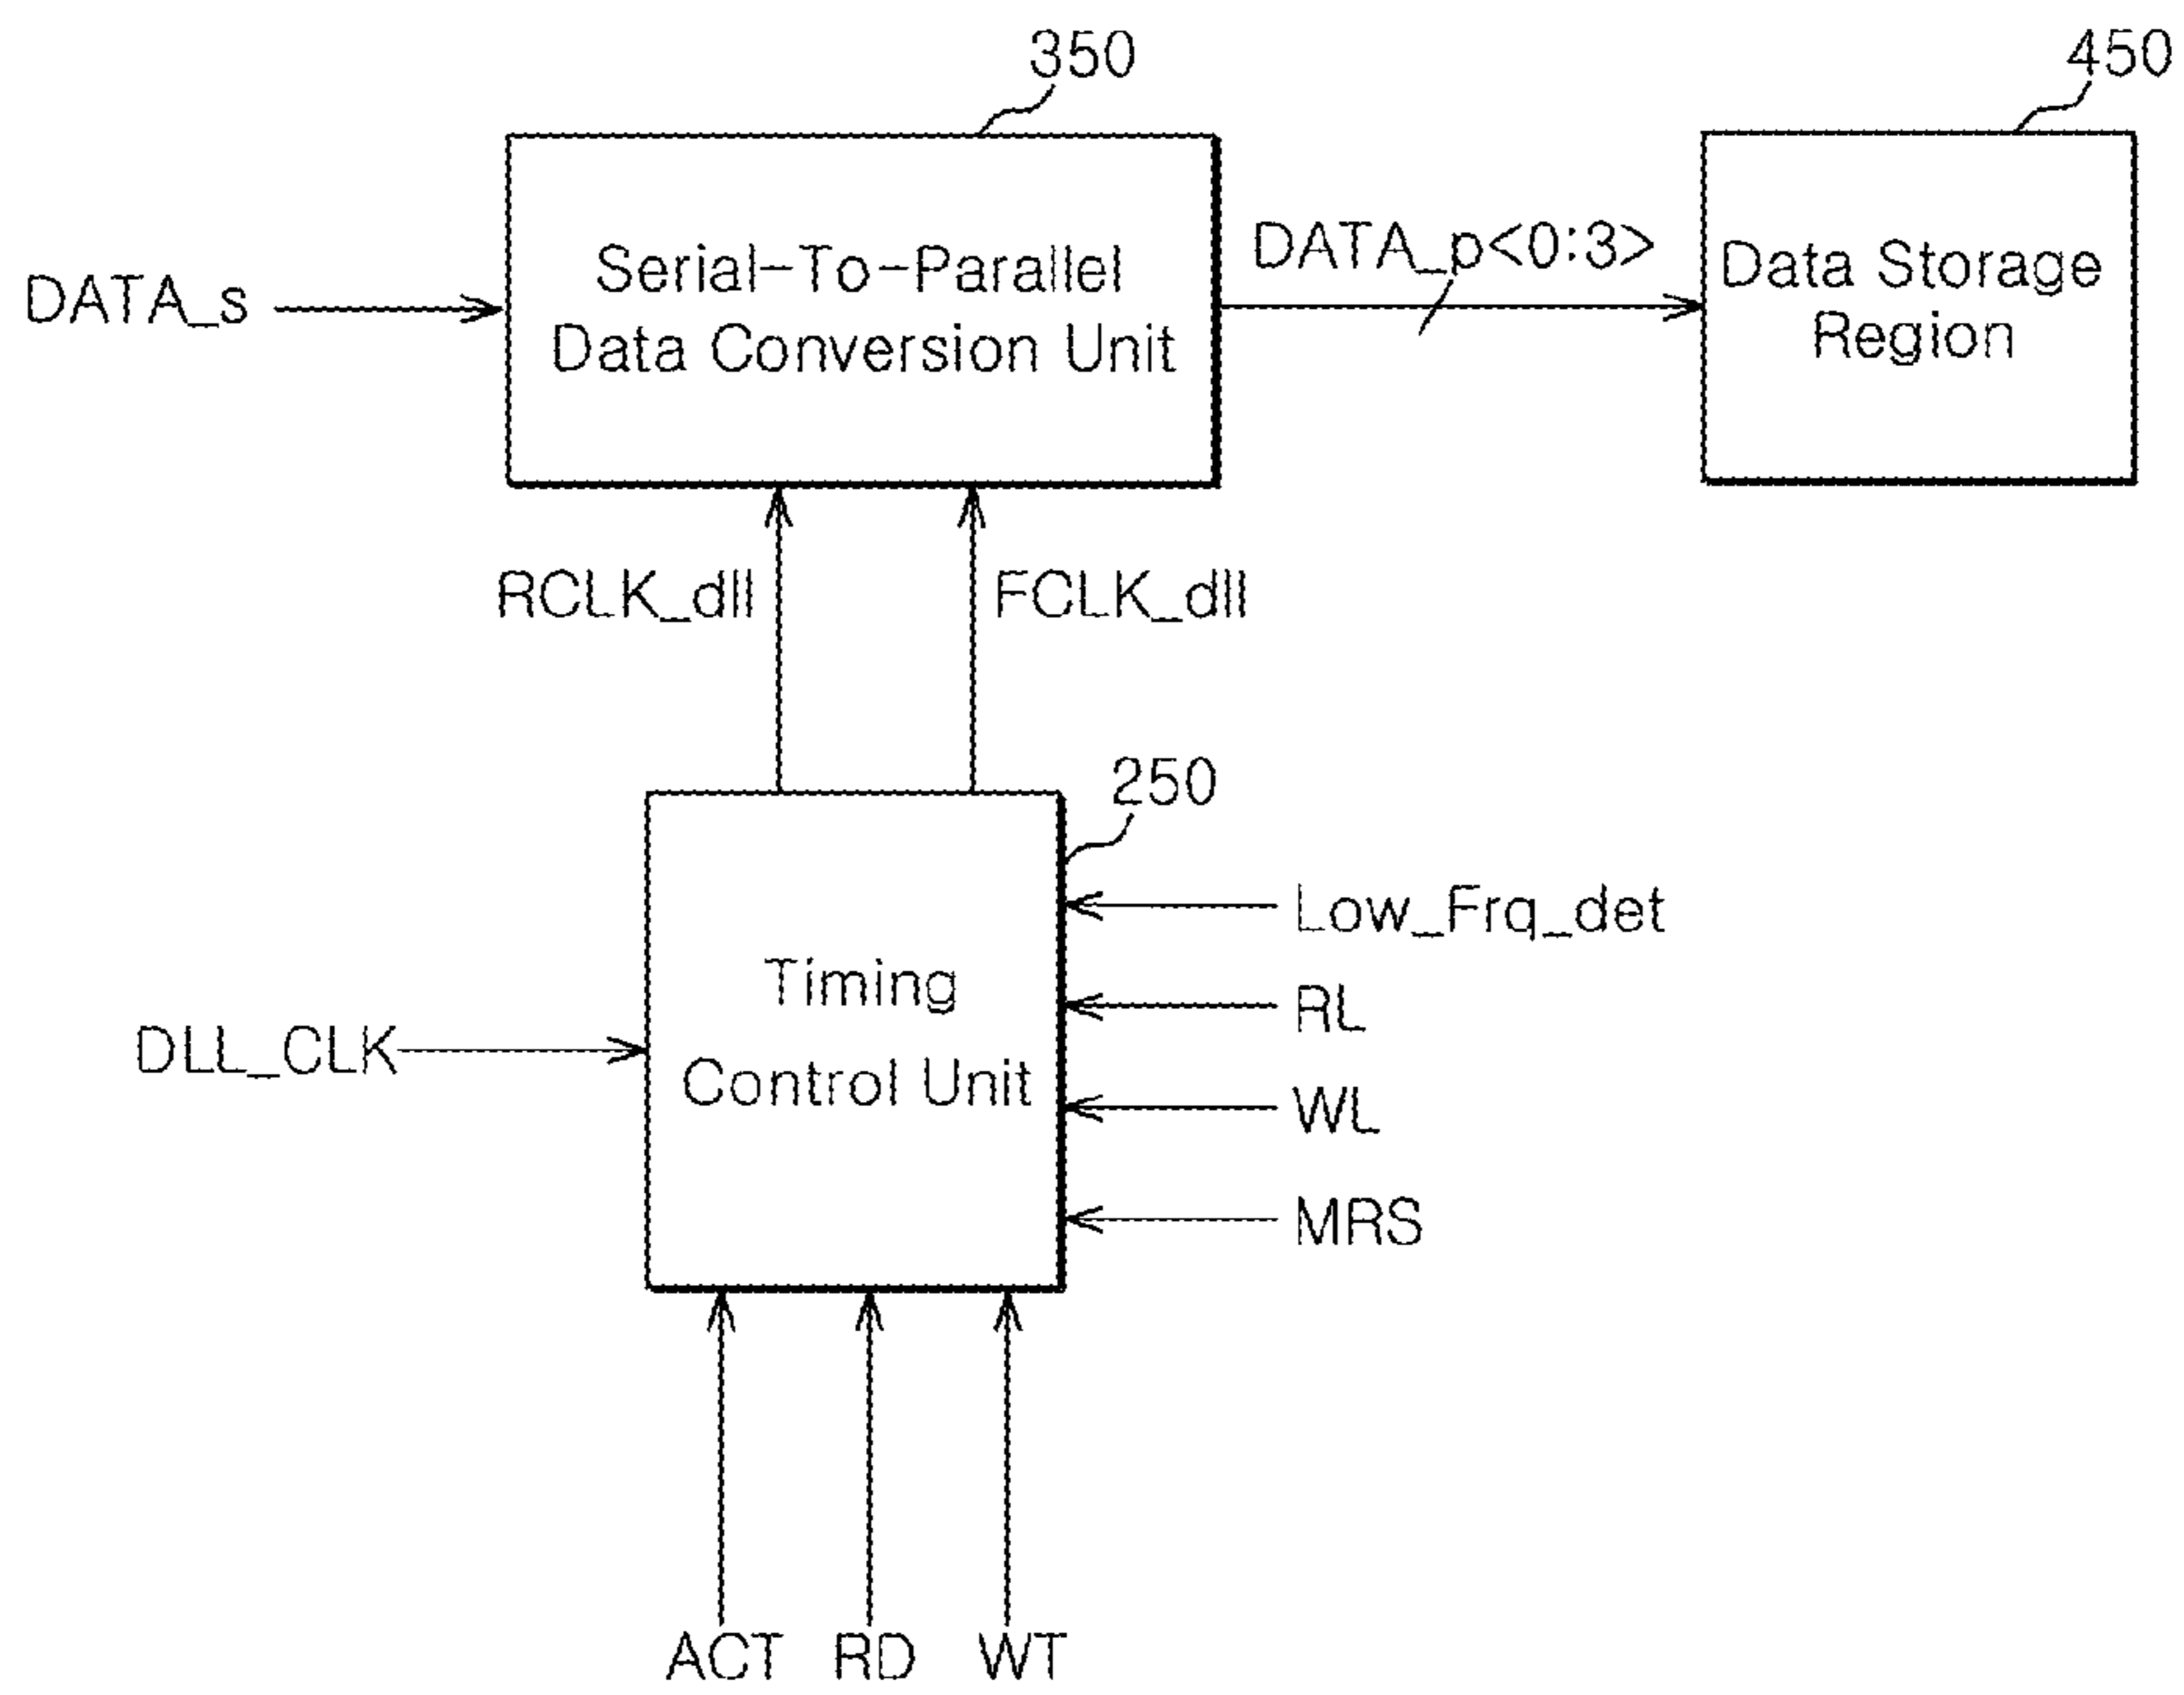 350
450
Serial-To-Parallel
Data Conversion Unit
DATA_s
DATA_p<0:3>
Data Storage
Region
RCLK_dll
FCLK_dll
250
Timing
Control Unit
DLL_CLK
Low_Frq_det
RL
WL
MRS
ACT RD WT